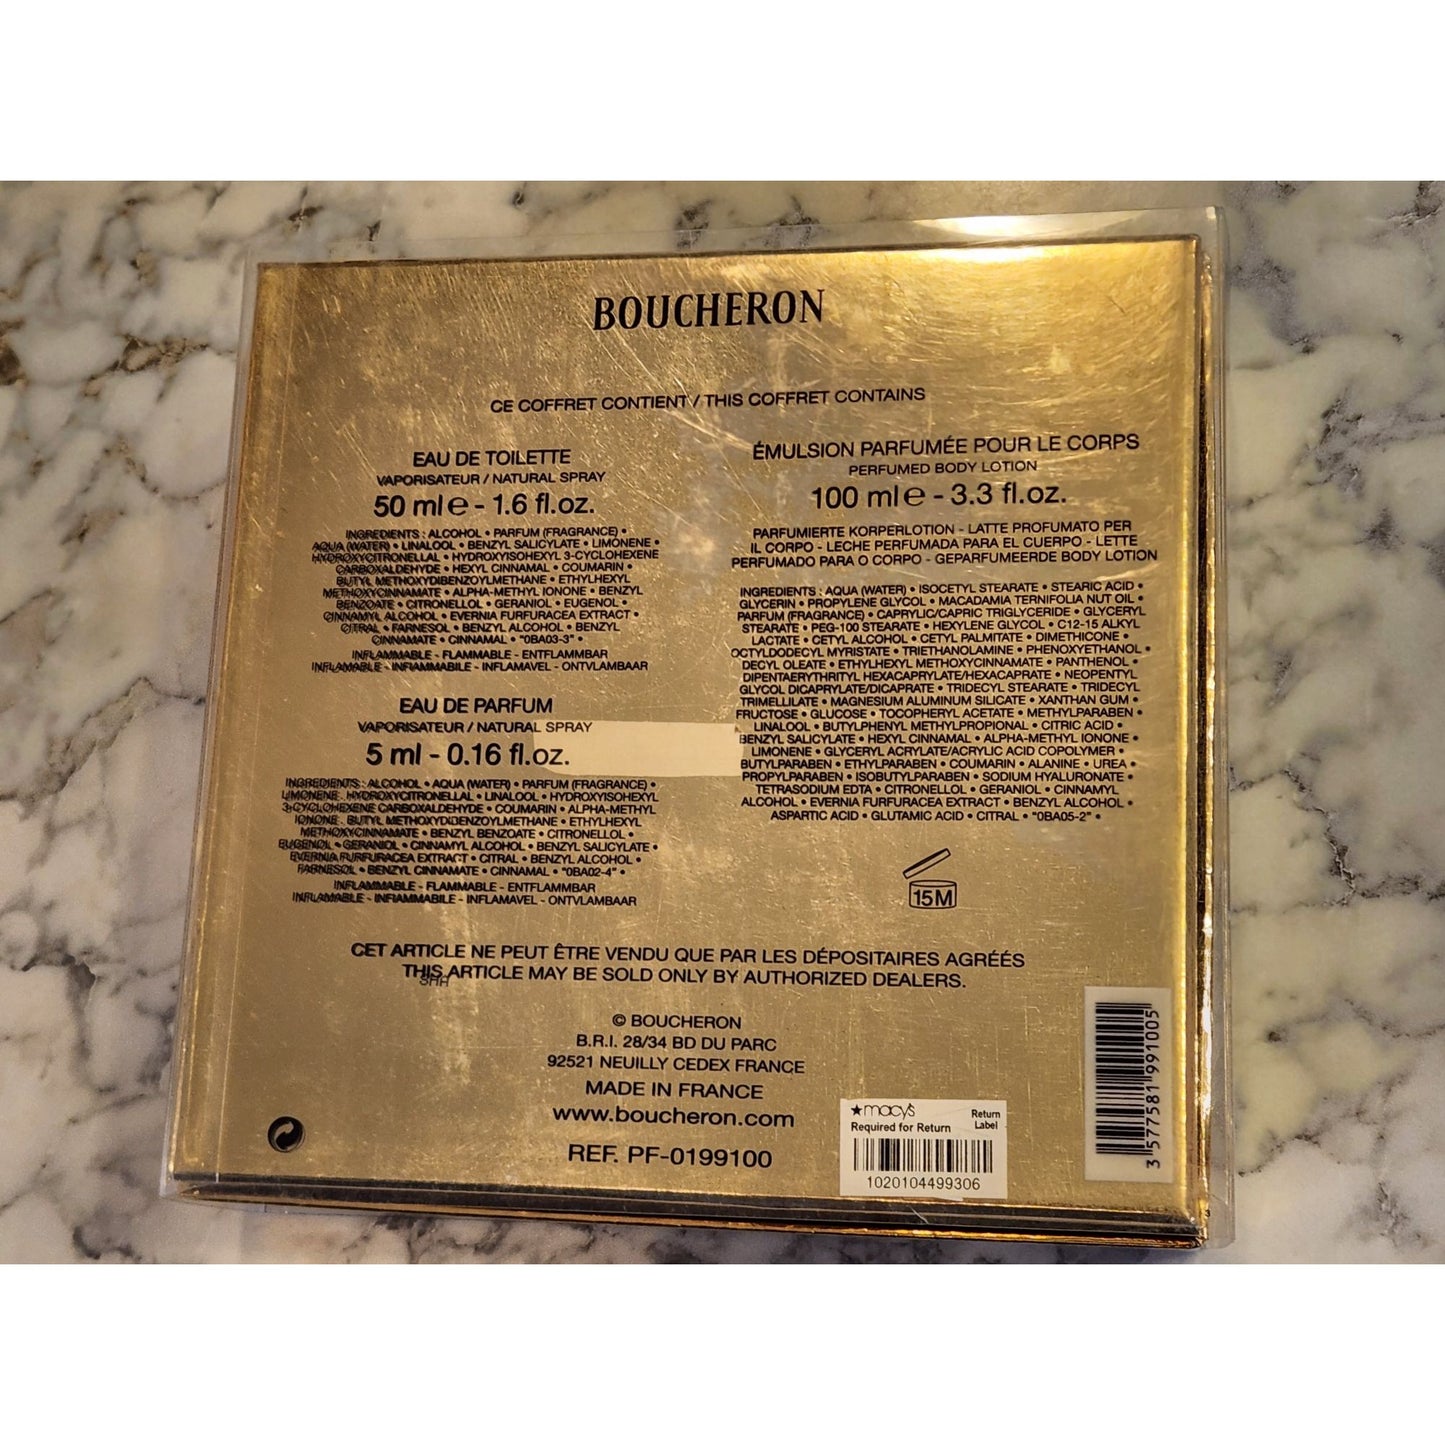 BOUCHERON
CE COFFRET CONTIENT / THIS COFFRET CONTAINS
EAU DE TOILETTE
VAPORISATEUR / NATURAL SPRAY
50 ml℮ - 1.6 fl.oz.
INGREDIENTS : ALCOHOL • PARFUM (FRAGRANCE) •
AQUA (WATER) • LINALOOL • BENZYL SALICYLATE • LIMONENE •
HYDROXYCITRONELLAL • HYDROXYISOHEXYL 3-CYCLOHEXENE
CARBOXALDEHYDE • HEXYL CINNAMAL • COUMARIN •
BUTYL METHOXYDIBENZOYLMETHANE • ETHYLHEXYL
METHOXYCINNAMATE • ALPHA-METHYL IONONE • BENZYL
BENZOATE • CITRONELLOL • GERANIOL • EUGENOL •
CINNAMYL ALCOHOL • EVERNIA FURFURACEA EXTRACT •
CITRAL • FARNESOL • BENZYL ALCOHOL • BENZYL
CINNAMATE • CINNAMAL • "0BA03-3" •
INFLAMMABLE - FLAMMABLE - ENTFLAMMBAR
INFLAMABLE - INFIAMMABILE - INFLAMAVEL - ONTVLAMBAAR
EAU DE PARFUM
VAPORISATEUR / NATURAL SPRAY
5 ml - 0.16 fl.oz.
INGREDIENTS : ALCOHOL • AQUA (WATER) • PARFUM (FRAGRANCE) •
LIMONENE • HYDROXYCITRONELLAL • LINALOOL • HYDROXYISOHEXYL
3-CYCLOHEXENE CARBOXALDEHYDE • COUMARIN • ALPHA-METHYL
IONONE • BUTYL METHOXYDIBENZOYLMETHANE • ETHYLHEXYL
METHOXYCINNAMATE • BENZYL BENZOATE • CITRONELLOL •
EUGENOL • GERANIOL • CINNAMYL ALCOHOL • BENZYL SALICYLATE •
EVERNIA FURFURACEA EXTRACT • CITRAL • BENZYL ALCOHOL •
FARNESOL • BENZYL CINNAMATE • CINNAMAL • "0BA02-4" •
INFLAMMABLE - FLAMMABLE - ENTFLAMMBAR
INFLAMABLE - INFIAMMABILE - INFLAMAVEL - ONTVLAMBAAR
ÉMULSION PARFUMÉE POUR LE CORPS
PERFUMED BODY LOTION
100 ml℮ - 3.3 fl.oz.
PARFUMIERTE KORPERLOTION - LATTE PROFUMATO PER
IL CORPO - LECHE PERFUMADA PARA EL CUERPO - LETTE
PERFUMADO PARA O CORPO - GEPARFUMEERDE BODY LOTION
INGREDIENTS : AQUA (WATER) • ISOCETYL STEARATE • STEARIC ACID •
GLYCERIN • PROPYLENE GLYCOL • MACADAMIA TERNIFOLIA NUT OIL •
PARFUM (FRAGRANCE) • CAPRYLIC/CAPRIC TRIGLYCERIDE • GLYCERYL
STEARATE • PEG-100 STEARATE • HEXYLENE GLYCOL • C12-15 ALKYL
LACTATE • CETYL ALCOHOL • CETYL PALMITATE • DIMETHICONE •
OCTYLDODECYL MYRISTATE • TRIETHANOLAMINE • PHENOXYETHANOL •
DECYL OLEATE • ETHYLHEXYL METHOXYCINNAMATE • PANTHENOL •
DIPENTAERYTHRITYL HEXACAPRYLATE/HEXACAPRATE • NEOPENTYL
GLYCOL DICAPRYLATE/DICAPRATE • TRIDECYL STEARATE • TRIDECYL
TRIMELLILATE • MAGNESIUM ALUMINUM SILICATE • XANTHAN GUM •
FRUCTOSE • GLUCOSE • TOCOPHERYL ACETATE • METHYLPARABEN •
LINALOOL • BUTYLPHENYL METHYLPROPIONAL • CITRIC ACID •
BENZYL SALICYLATE • HEXYL CINNAMAL • ALPHA-METHYL IONONE •
LIMONENE • GLYCERYL ACRYLATE/ACRYLIC ACID COPOLYMER •
BUTYLPARABEN • ETHYLPARABEN • COUMARIN • ALANINE • UREA •
PROPYLPARABEN • ISOBUTYLPARABEN • SODIUM HYALURONATE •
TETRASODIUM EDTA • CITRONELLOL • GERANIOL • CINNAMYL
ALCOHOL • EVERNIA FURFURACEA EXTRACT • BENZYL ALCOHOL •
ASPARTIC ACID • GLUTAMIC ACID • CITRAL • "0BA05-2" •
15M
CET ARTICLE NE PEUT ÊTRE VENDU QUE PAR LES DÉPOSITAIRES AGRÉÉS
THIS ARTICLE MAY BE SOLD ONLY BY AUTHORIZED DEALERS.
© BOUCHERON
B.R.I. 28/34 BD DU PARC
92521 NEUILLY CEDEX FRANCE
MADE IN FRANCE
www.boucheron.com
REF. PF-0199100
★macy's
Required for Return
Return
Label
1020104499306
3 577581 991005